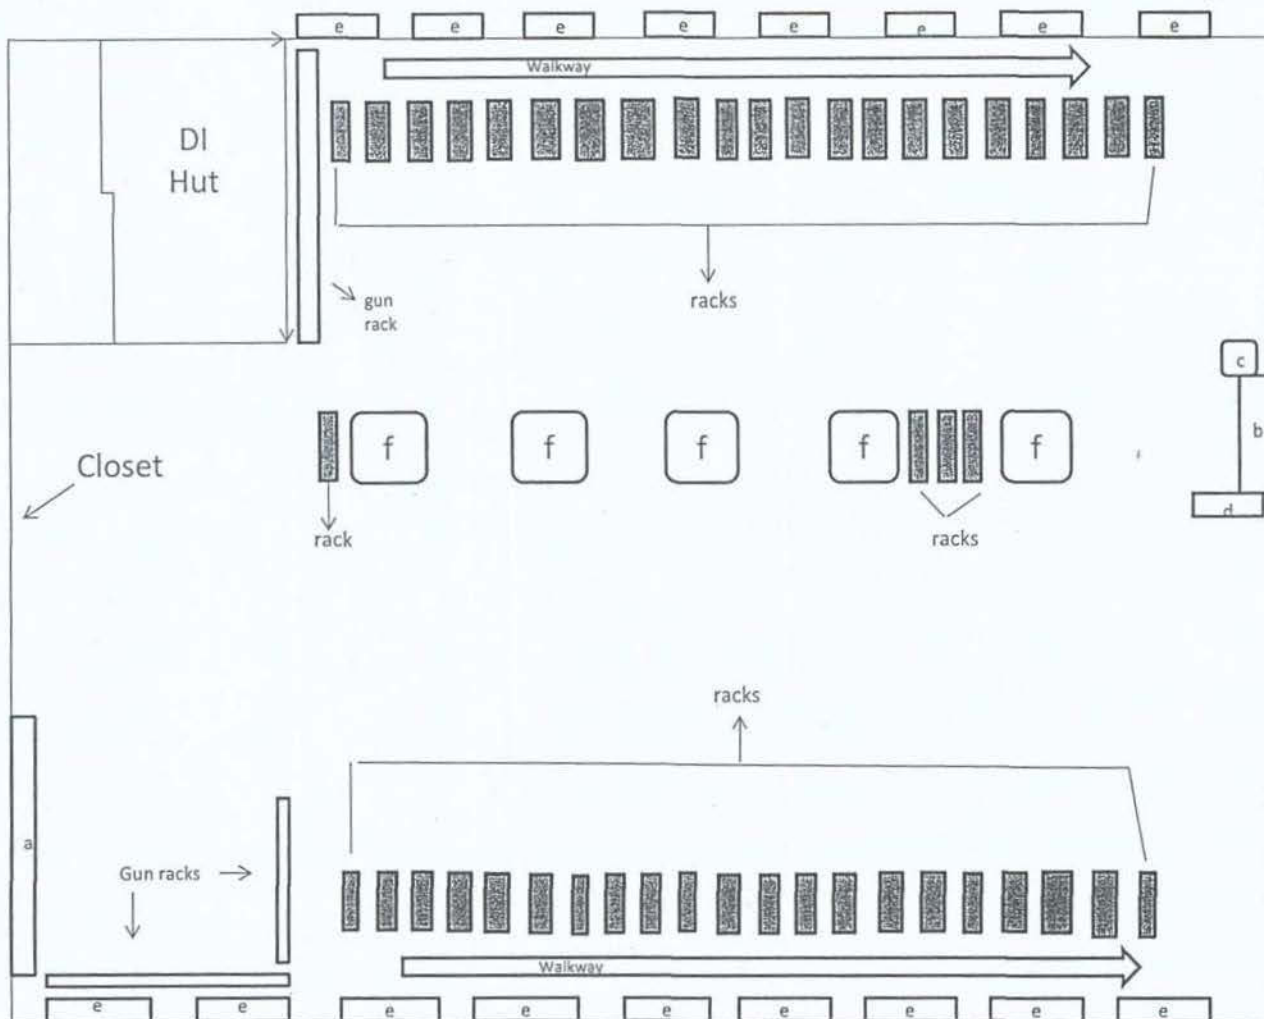 e e e e e e e e
Walkway
DI
Hut
gun
rack
racks
c
b
d
f f f f f
Closet
rack
racks
racks
a
Gun racks
Walkway
e e e e e e e e e